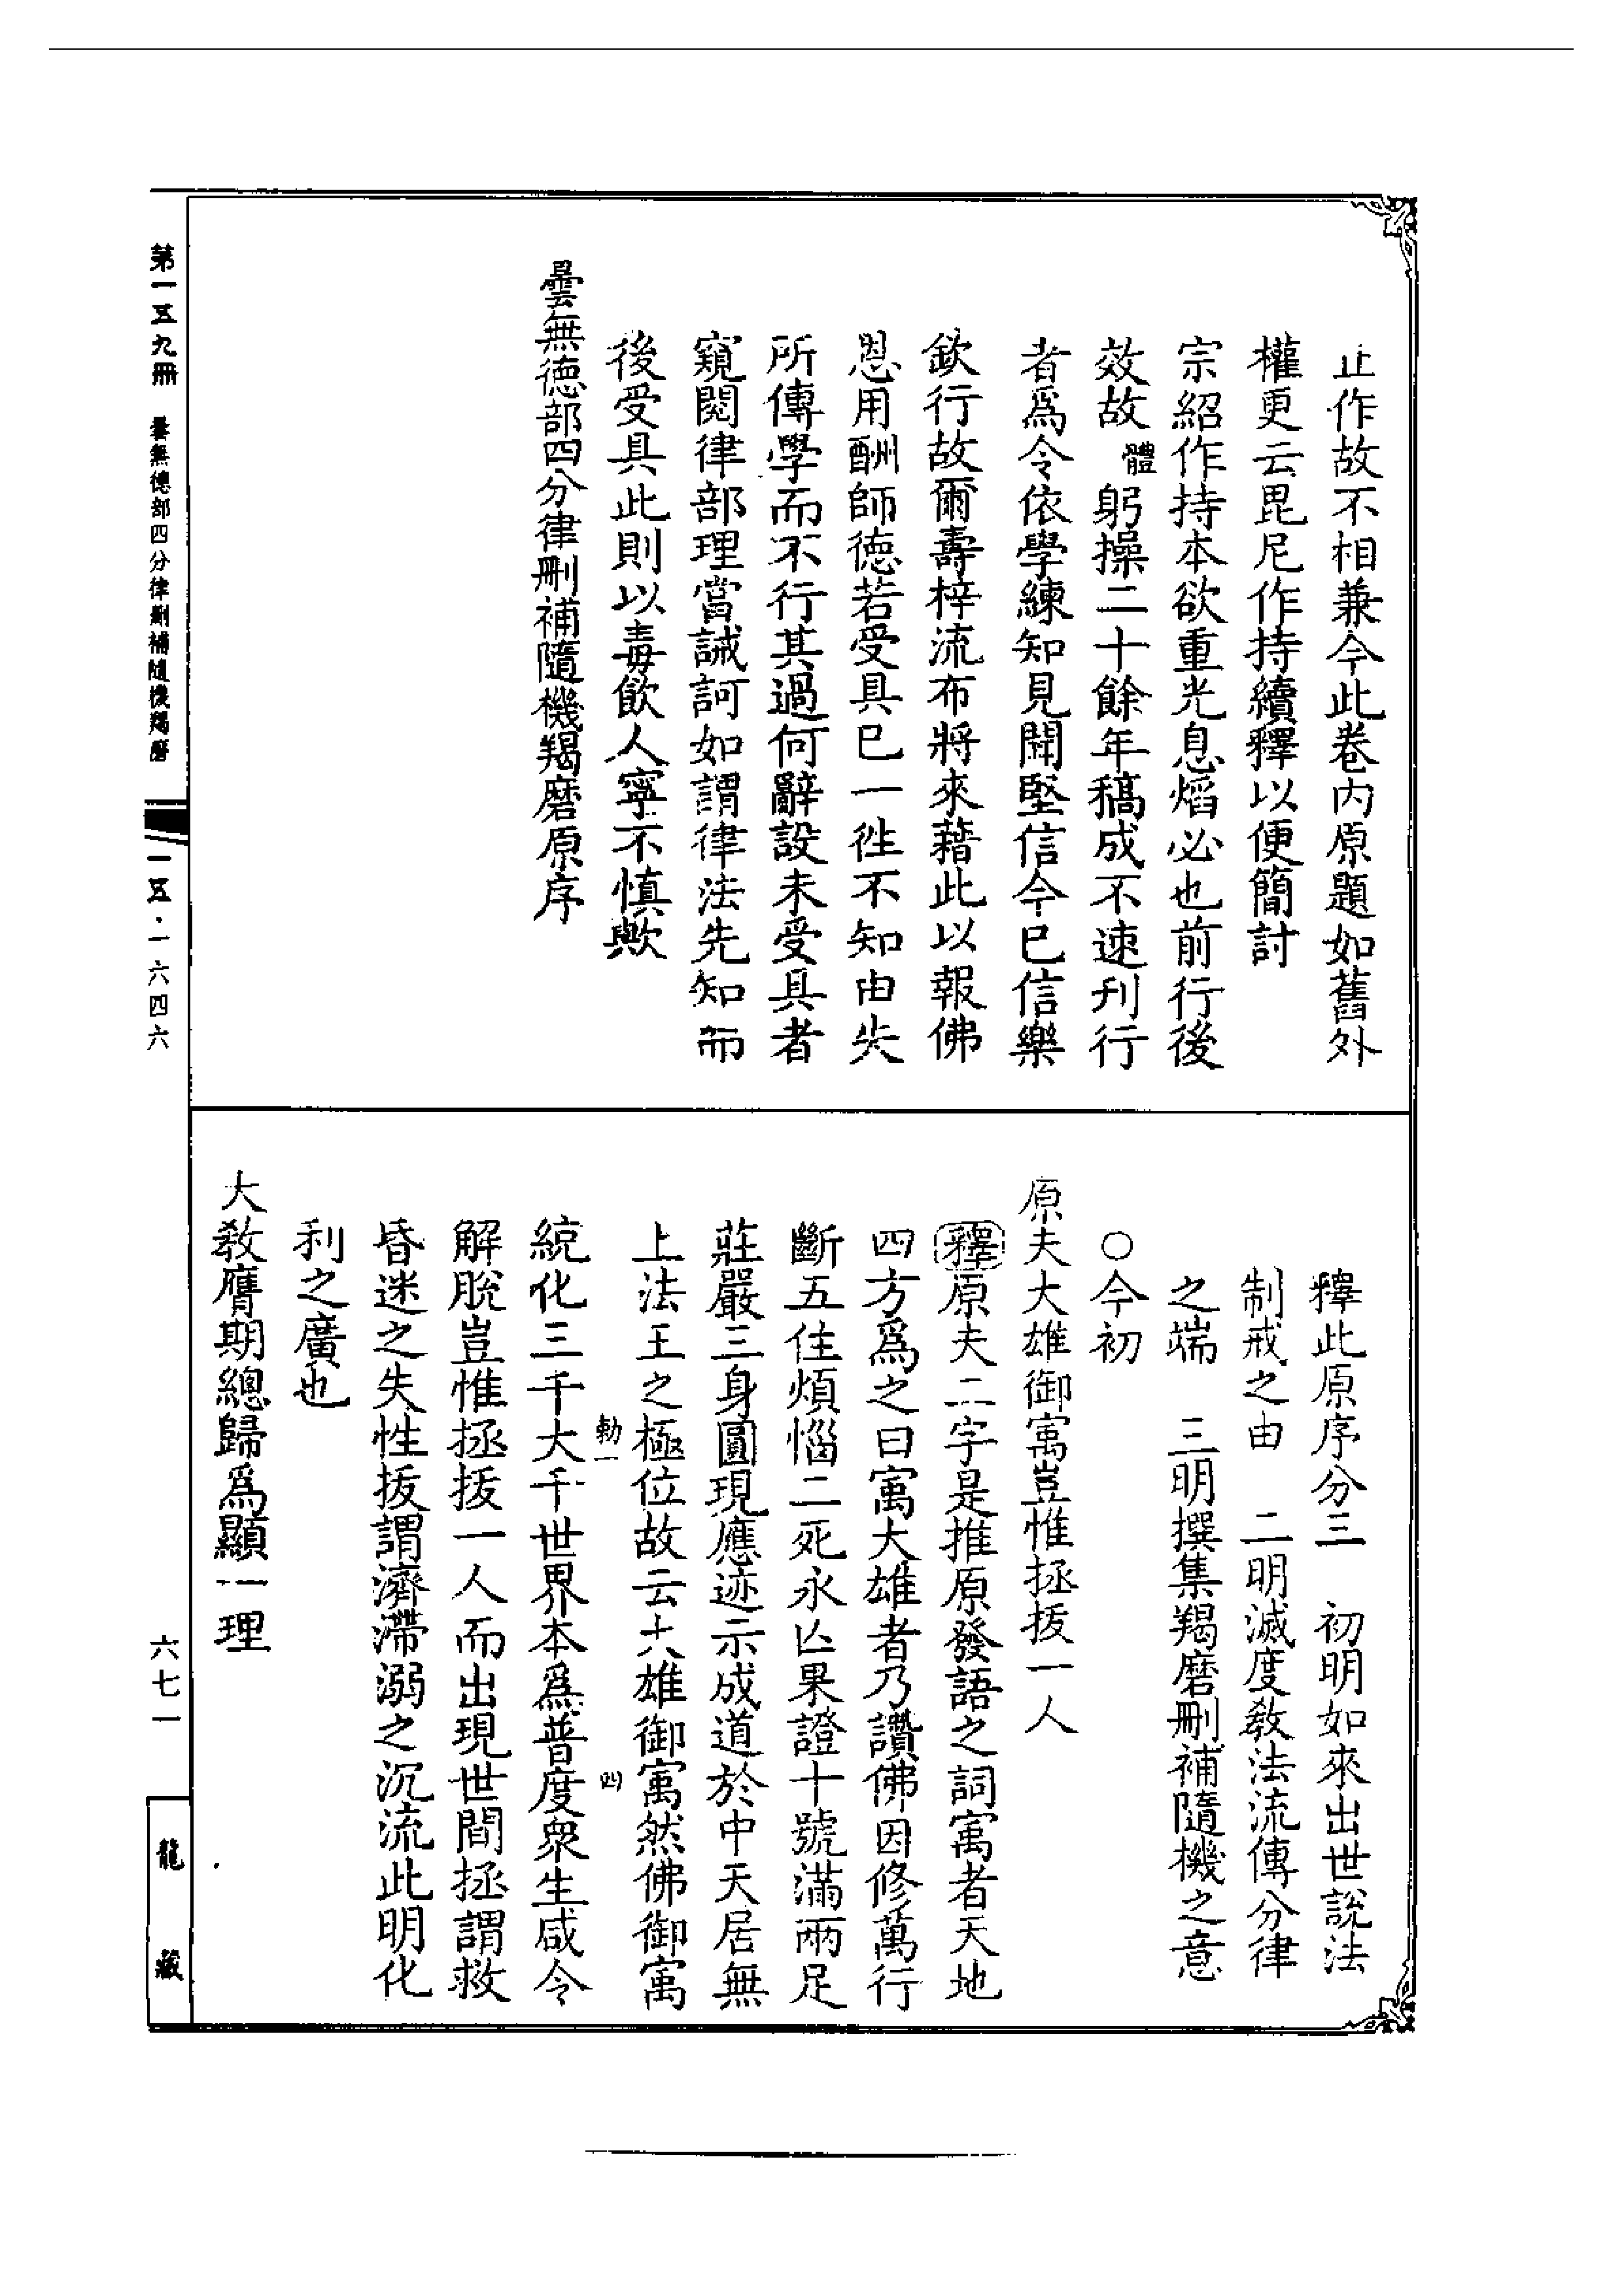 止作故不相兼今此卷內原題如舊外
權更云毘尼作持續釋以便簡討
宗紹作持本欲重光息熖必也前行後
效故體躬操二十餘年稿成不速刋行
者爲令依學練知見聞堅信今巳信樂
欽行故爾壽梓流布將來藉此以報佛
恩用酬師德若受具巳一徃不知由失
所傳學而不行其過何辭設未受具者
窺閱律部理當誡訶如謂律法先知而
後受具此則以毒飲人寧不慎歟
曇無德部四分律刪補隨機羯磨原序
釋此原序分三　初明如來出世說法
制戒之由　二明滅度敎法流傳分律
之端　三明撰集羯磨刪補隨機之意
○今初
原夫大雄御寓豈惟拯拔一人
釋原夫二字是推原發語之詞寓者天地
四方爲之曰寓大雄者乃讚佛因修萬行
斷五住煩惱二死永亾果證十號滿兩足
莊嚴三身圓現應迹示成道於中天居無
上法王之極位故云大雄御寓然佛御寓
勒一　四
統化三千大千世界本爲普度衆生咸令
解脫豈惟拯拔一人而出現世間拯謂救
昏迷之失性拔謂濟滯溺之沉流此明化
利之廣也
大敎膺期總歸爲顯一理
第一五九冊　曇無德部四分律刪補隨機羯磨
一五·一六四六
六七一
龍藏